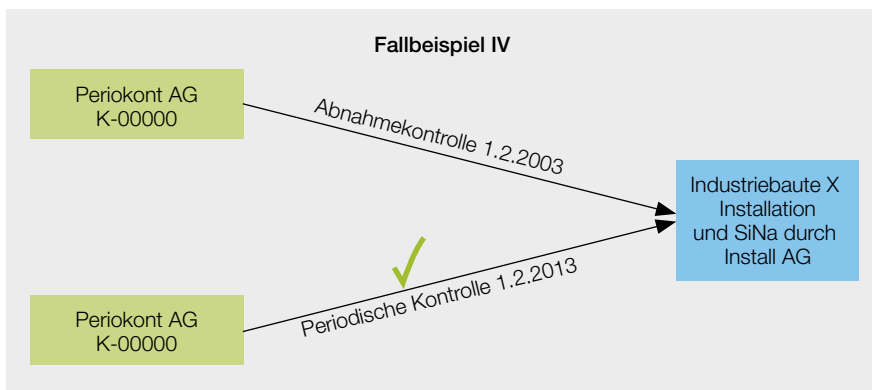 Fallbeispiel IV
Periokont AG
K-00000
Abnahmekontrolle 1.2.2003
Industriebaute X
Installation
und SiNa durch
Install AG
Periodische Kontrolle 1.2.2013
Periokont AG
K-00000